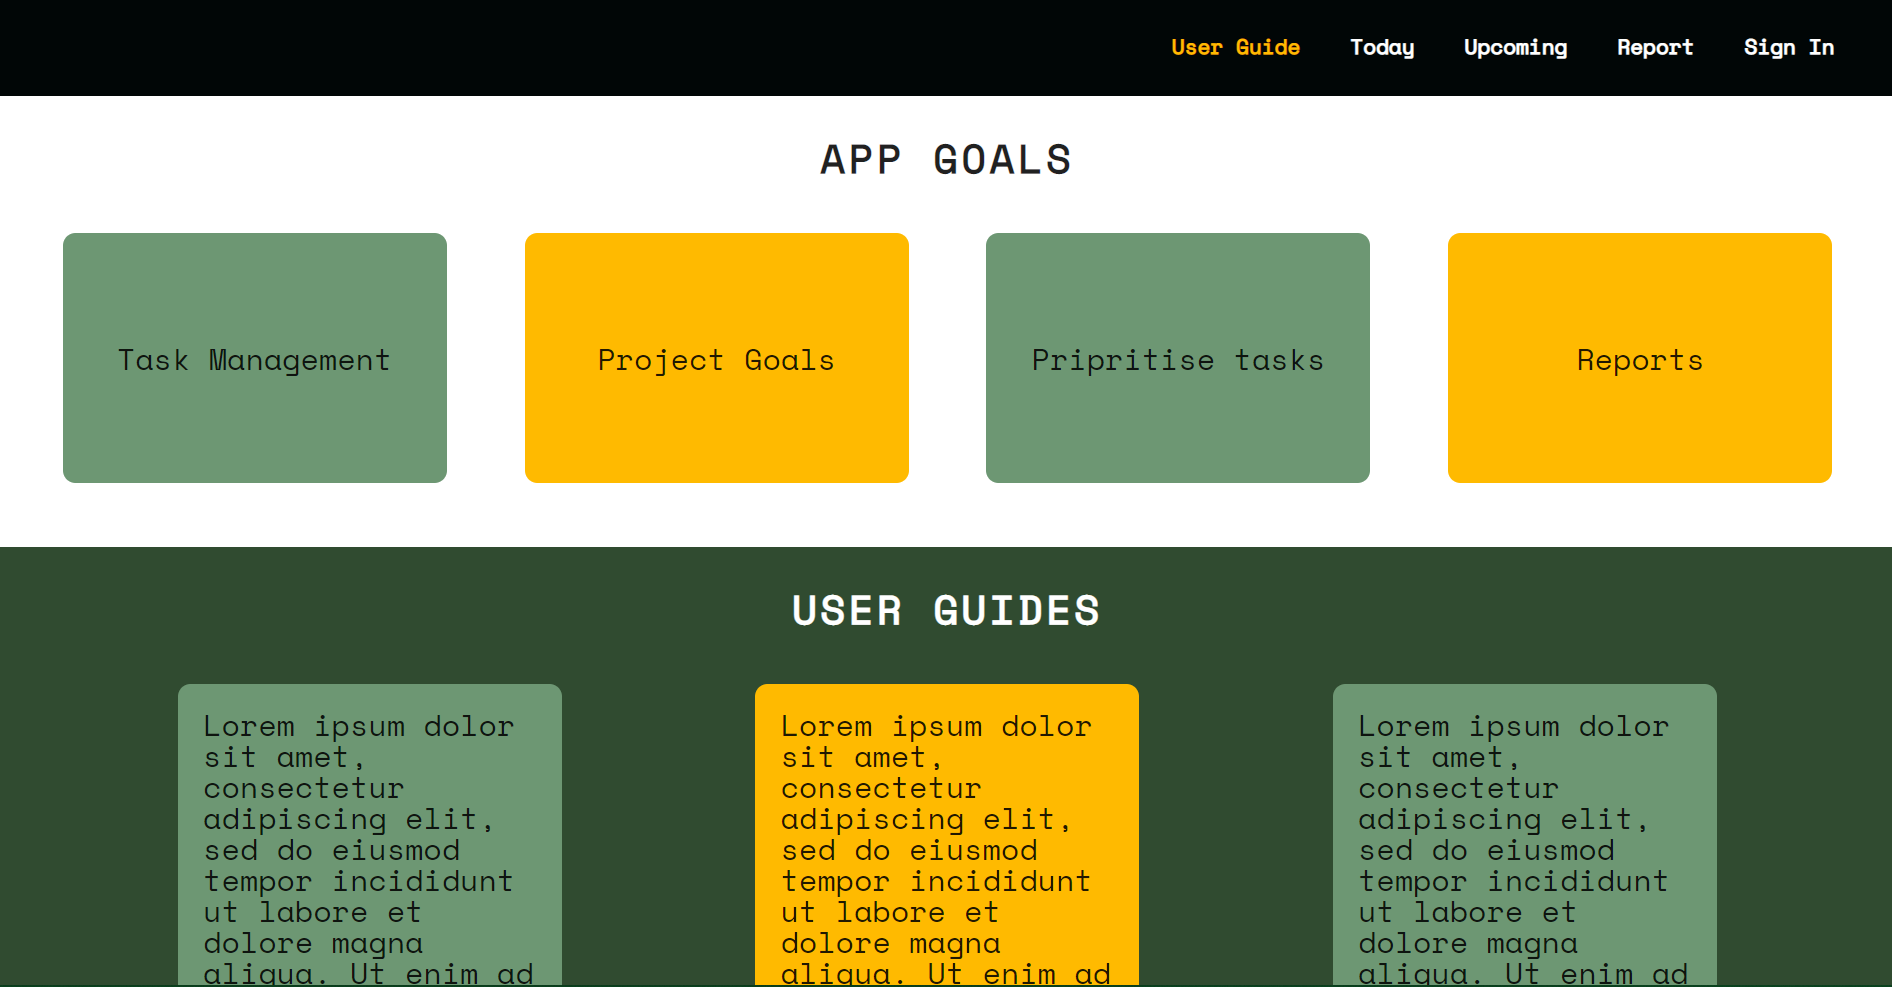 User Guide Today Upcoming Report Sign In
APP GOALS
Task Management
Project Goals
Pripritise tasks
Reports
USER GUIDES
Lorem ipsum dolor
sit amet,
consectetur
adipiscing elit,
sed do eiusmod
tempor incididunt
ut labore et
dolore magna
aliqua. Ut enim ad
Lorem ipsum dolor
sit amet,
consectetur
adipiscing elit,
sed do eiusmod
tempor incididunt
ut labore et
dolore magna
aliqua. Ut enim ad
Lorem ipsum dolor
sit amet,
consectetur
adipiscing elit,
sed do eiusmod
tempor incididunt
ut labore et
dolore magna
aliqua. Ut enim ad